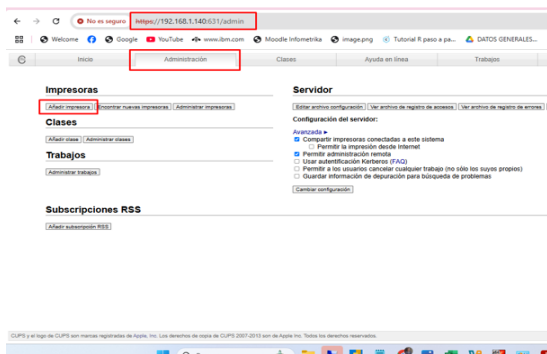 No es seguro https://192.168.1.140:631/admin
Welcome Google YouTube www.ibm.com Moodle Infometrika image.png Tutorial R paso a pa... DATOS GENERALES...
Inicio Administración Clases Ayuda en línea Trabajos
Impresoras
Añadir impresora Encontrar nuevas impresoras Administrar impresoras
Clases
Añadir clase Administrar clases
Trabajos
Administrar trabajos
Subscripciones RSS
Añadir subscripción RSS
Servidor
Editar archivo configuración Ver archivo de registro de accesos Ver archivo de registro de errores
Configuración del servidor:
Avanzada ▸
Compartir impresoras conectadas a este sistema
Permitir la impresión desde Internet
Permitir administración remota
Usar autentificación Kerberos (FAQ)
Permitir a los usuarios cancelar cualquier trabajo (no sólo los suyos propios)
Guardar información de depuración para búsqueda de problemas
Cambiar configuración
CUPS y el logo de CUPS son marcas registradas de Apple, Inc. Los derechos de copia de CUPS 2007-2013 son de Apple Inc. Todos los derechos reservados.